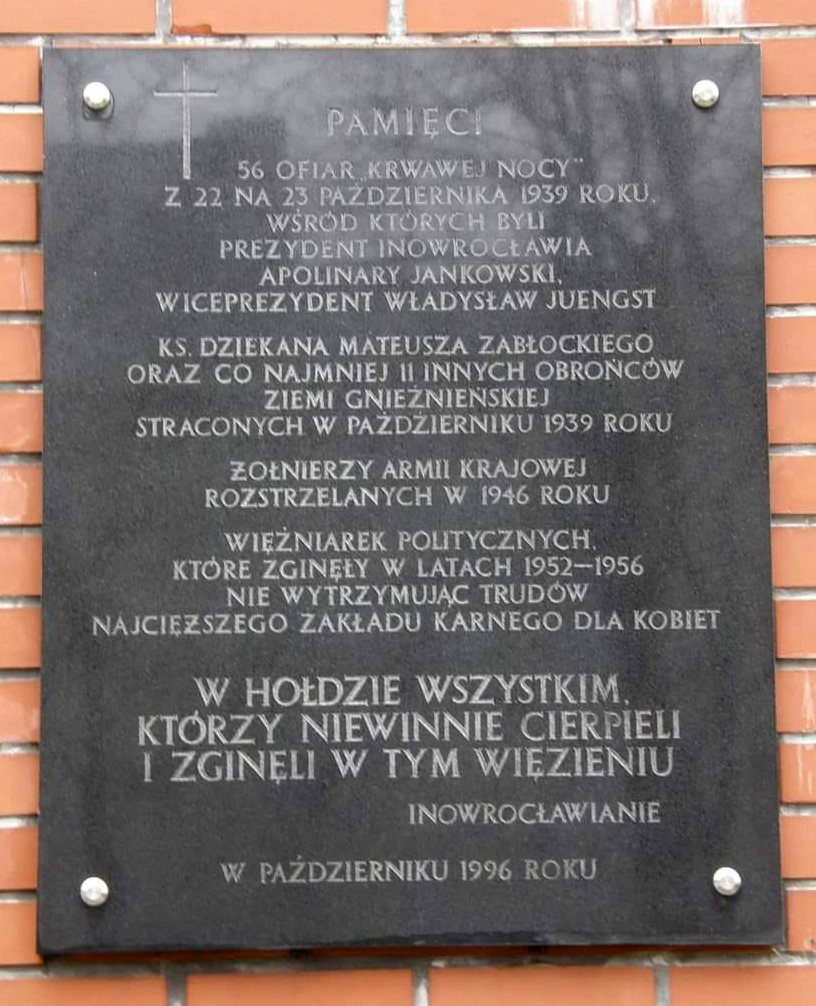 PAMIĘCI
56 OFIAR „KRWAWEJ NOCY”
Z 22 NA 23 PAŹDZIERNIKA 1939 ROKU,
WŚRÓD KTÓRYCH BYLI
PREZYDENT INOWROCŁAWIA
APOLINARY JANKOWSKI,
WICEPREZYDENT WŁADYSŁAW JUENGST
KS. DZIEKANA MATEUSZA ZABŁOCKIEGO
ORAZ CO NAJMNIEJ 11 INNYCH OBROŃCÓW
ZIEMI GNIEŹNIEŃSKIEJ
STRACONYCH W PAŹDZIERNIKU 1939 ROKU
ŻOŁNIERZY ARMII KRAJOWEJ
ROZSTRZELANYCH W 1946 ROKU
WIĘŹNIAREK POLITYCZNYCH,
KTÓRE ZGINĘŁY W LATACH 1952–1956
NIE WYTRZYMUJĄC TRUDÓW
NAJCIĘŻSZEGO ZAKŁADU KARNEGO DLA KOBIET
W HOŁDZIE WSZYSTKIM,
KTÓRZY NIEWINNIE CIERPIELI
I ZGINĘLI W TYM WIĘZIENIU
INOWROCŁAWIANIE
W PAŹDZIERNIKU 1996 ROKU